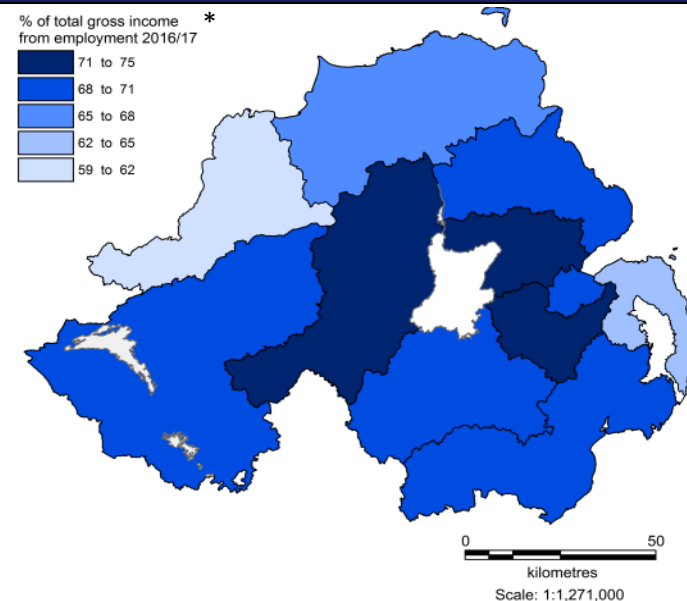 % of total gross income *
from employment 2016/17
71 to 75
68 to 71
65 to 68
62 to 65
59 to 62
0 50
kilometres
Scale: 1:1,271,000